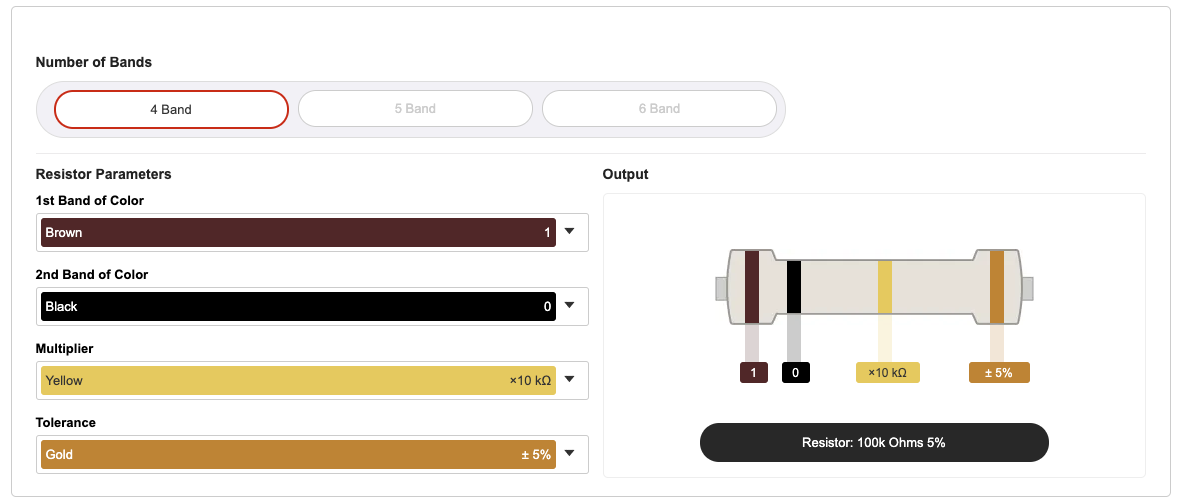 Number of Bands
4 Band
5 Band
6 Band
Resistor Parameters
1st Band of Color
Brown 1
2nd Band of Color
Black 0
Multiplier
Yellow ×10 kΩ
Tolerance
Gold ± 5%
Output
1 0 ×10 kΩ ± 5%
Resistor: 100k Ohms 5%